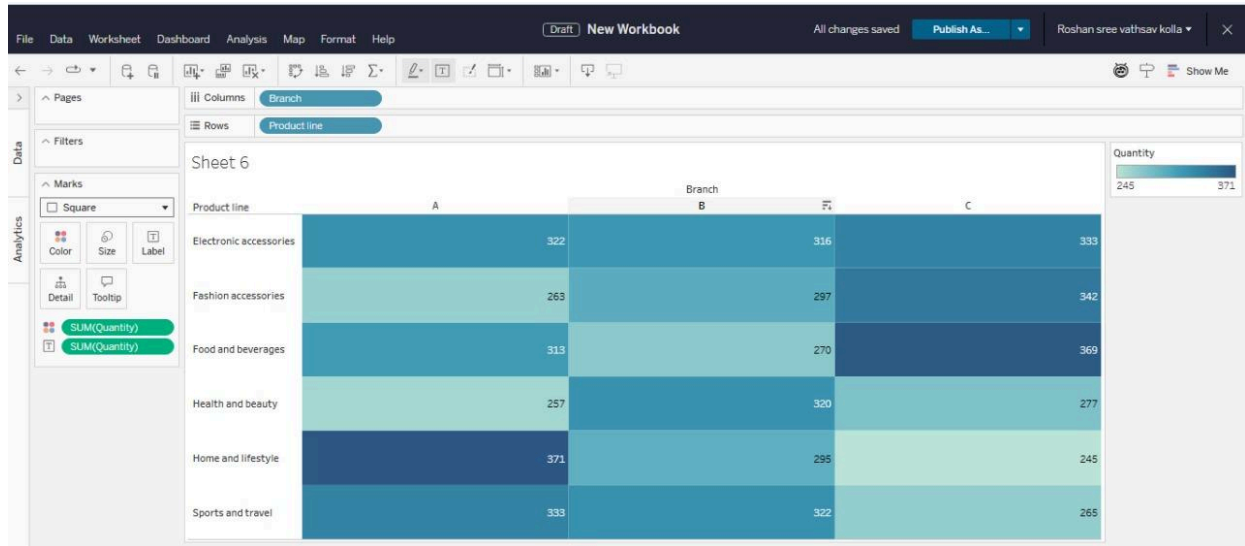 Draft New Workbook
All changes saved
Publish As...
Roshan sree vathsav kolla
File Data Worksheet Dashboard Analysis Map Format Help
Show Me
Data
Analytics
Pages
Filters
Marks
Square
Color Size Label
Detail Tooltip
SUM(Quantity)
SUM(Quantity)
Columns Branch
Rows Product line
Sheet 6
Branch
Product line A B C
Electronic accessories 322 316 333
Fashion accessories 263 297 342
Food and beverages 313 270 369
Health and beauty 257 320 277
Home and lifestyle 371 295 245
Sports and travel 333 322 265
Quantity
245 371